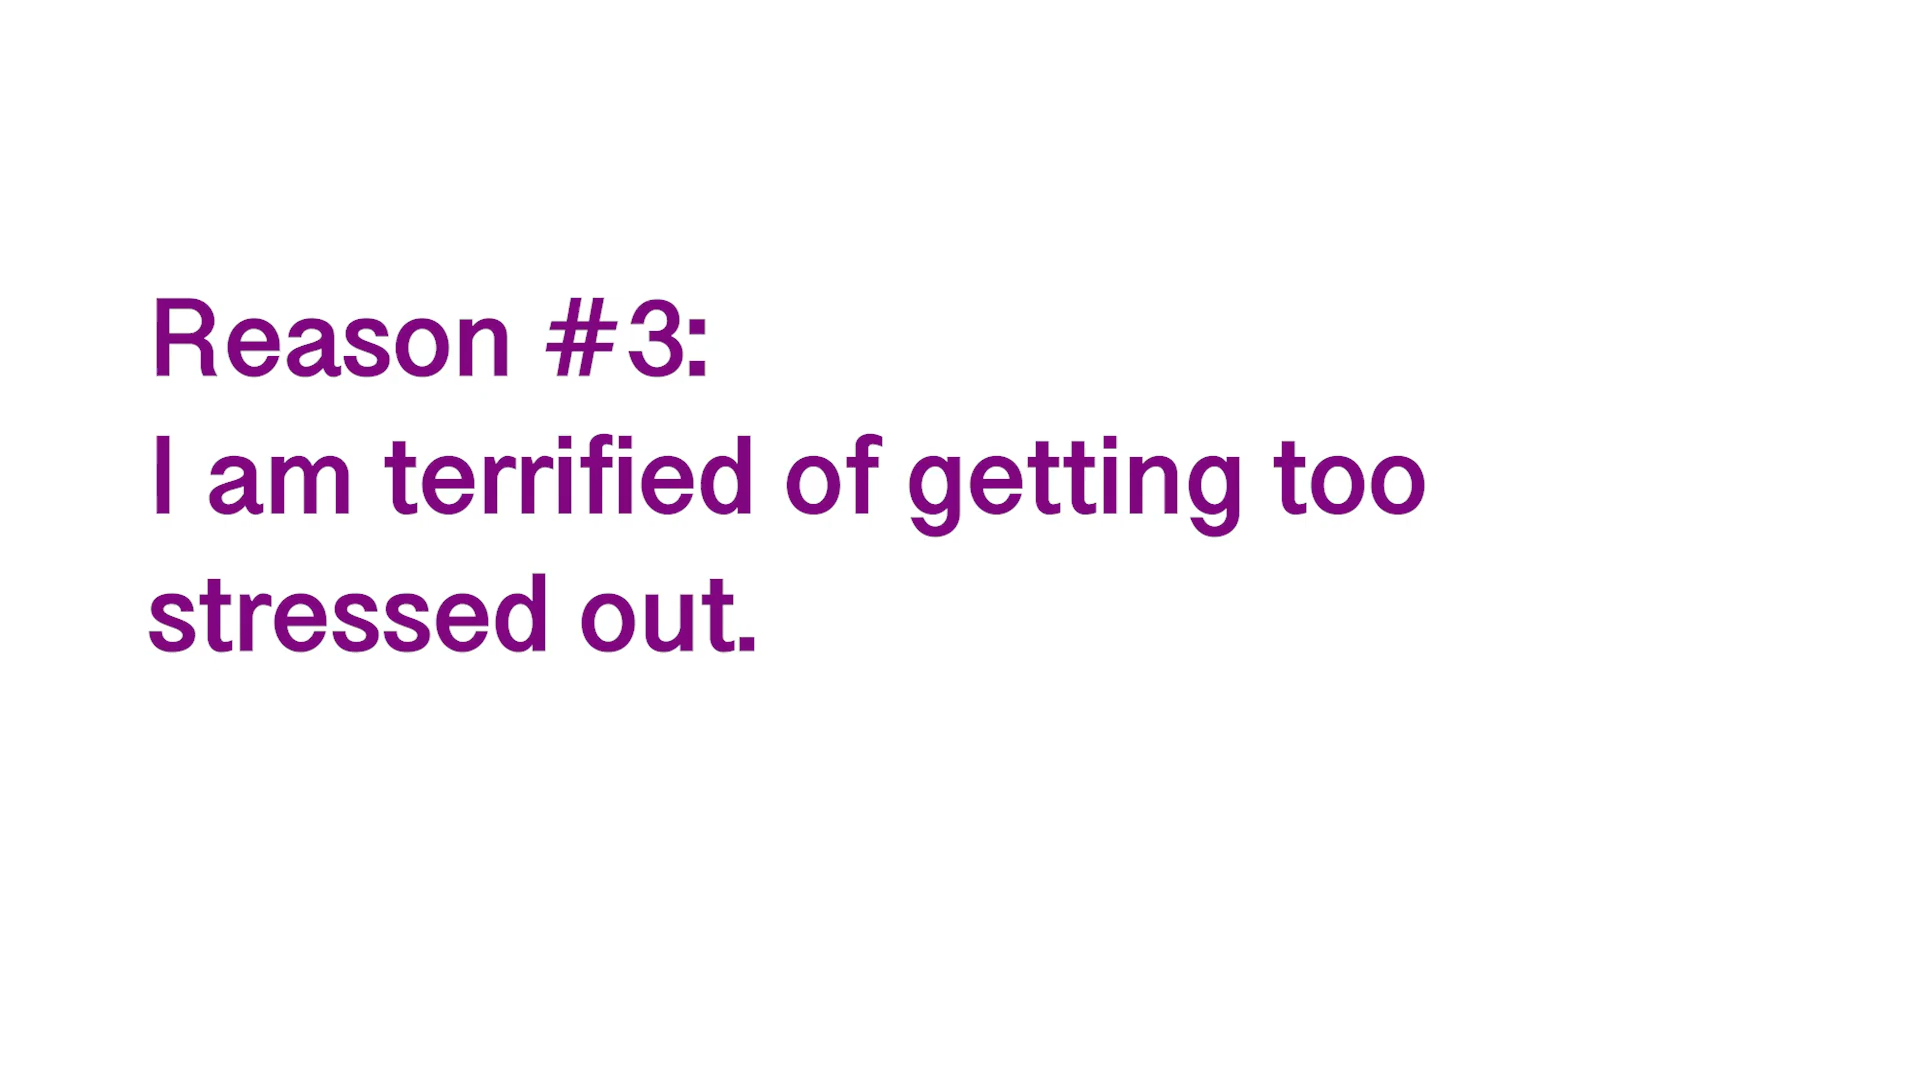 Reason #3:
I am terrified of getting too
stressed out.